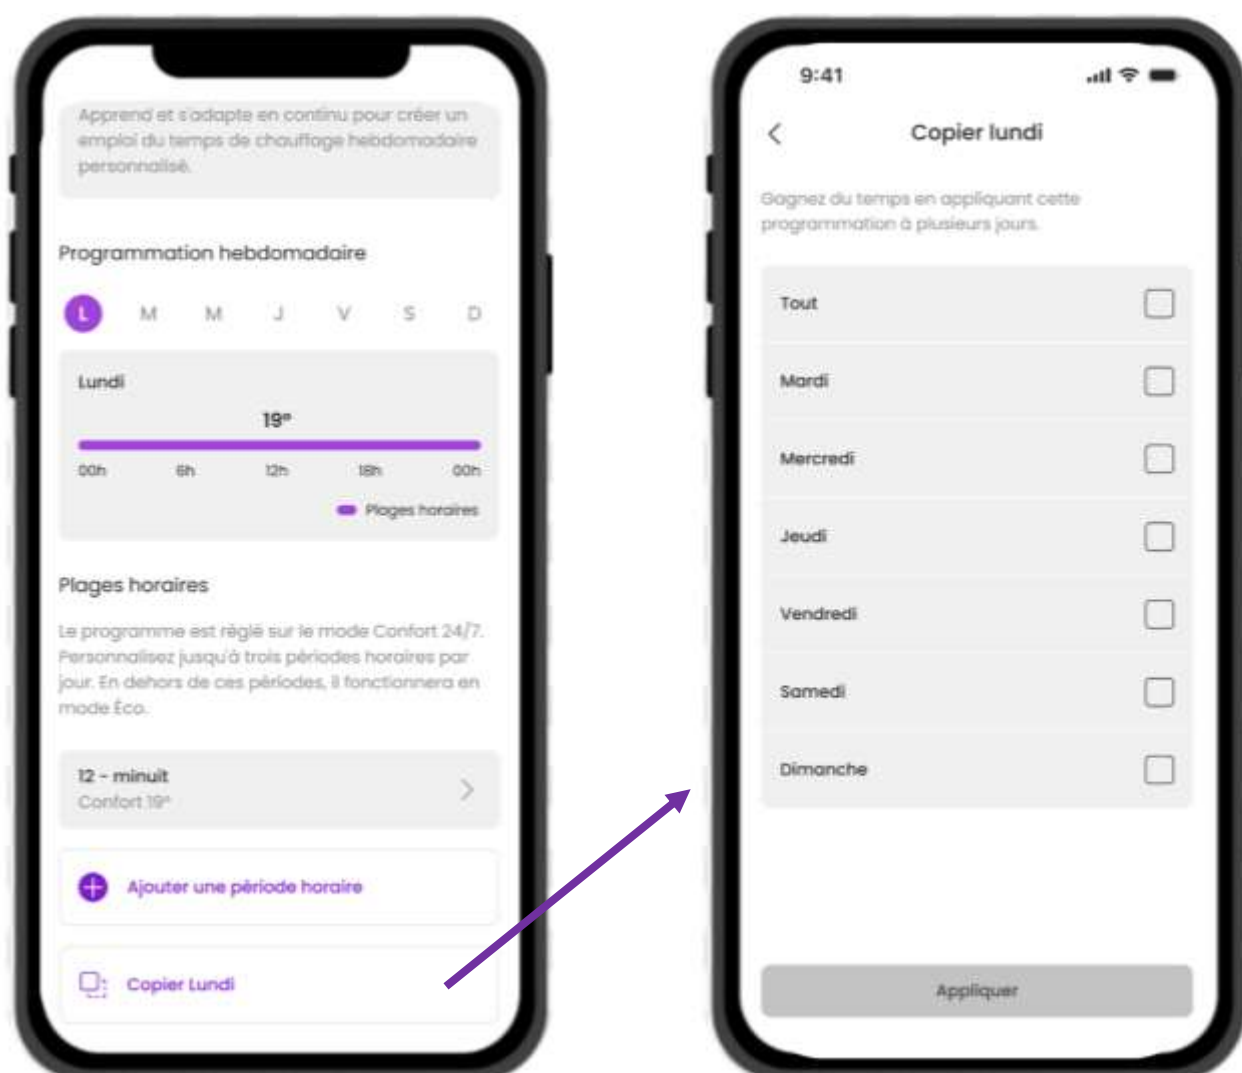 Apprend et s'adapte en continu pour créer un
emploi du temps de chauffage hebdomadaire
personnalisé.
Programmation hebdomadaire
L M M J V S D
Lundi
19°
00h 6h 12h 18h 00h
Plages horaires
Plages horaires
Le programme est réglé sur le mode Confort 24/7.
Personnalisez jusqu'à trois périodes horaires par
jour. En dehors de ces périodes, il fonctionnera en
mode Éco.
12 - minuit
Confort 19°
Ajouter une période horaire
Copier Lundi
9:41
Copier lundi
Gagnez du temps en appliquant cette
programmation à plusieurs jours.
Tout
Mardi
Mercredi
Jeudi
Vendredi
Samedi
Dimanche
Appliquer